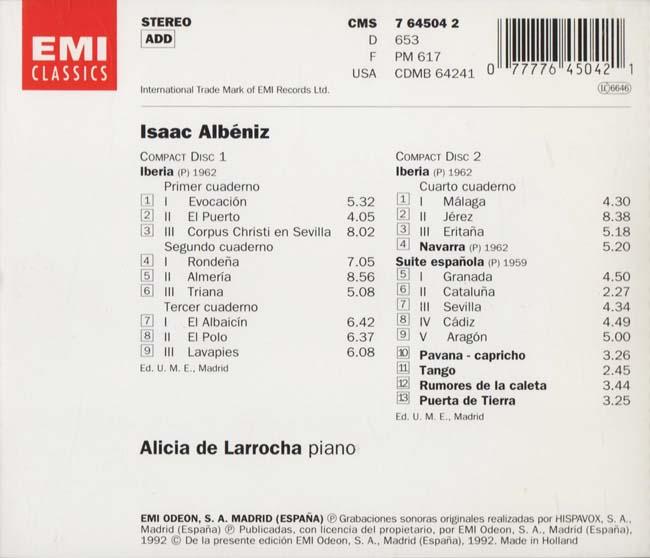 EMI
CLASSICS
STEREO
ADD
CMS 7 64504 2
D 653
F PM 617
USA CDMB 64241
0 77776 45042 1
LC 6646
International Trade Mark of EMI Records Ltd.
Isaac Albéniz
COMPACT DISC 1
Iberia (P) 1962
Primer cuaderno
1 I Evocación 5.32
2 II El Puerto 4.05
3 III Corpus Christi en Sevilla 8.02
Segundo cuaderno
4 I Rondeña 7.05
5 II Almería 8.56
6 III Triana 5.08
Tercer cuaderno
7 I El Albaicín 6.42
8 II El Polo 6.37
9 III Lavapies 6.08
Ed. U. M. E., Madrid
COMPACT DISC 2
Iberia (P) 1962
Cuarto cuaderno
1 I Málaga 4.30
2 II Jérez 8.38
3 III Eritaña 5.18
4 Navarra (P) 1962 5.20
Suite española (P) 1959
5 I Granada 4.50
6 II Cataluña 2.27
7 III Sevilla 4.34
8 IV Cádiz 4.49
9 V Aragón 5.00
10 Pavana - capricho 3.26
11 Tango 2.45
12 Rumores de la caleta 3.44
13 Puerta de Tierra 3.25
Ed. U. M. E., Madrid
Alicia de Larrocha piano
EMI ODEON, S. A. MADRID (ESPAÑA) ℗ Grabaciones sonoras originales realizadas por HISPAVOX, S. A.,
Madrid (España) ℗ Publicadas, con licencia del propietario, por EMI Odeon, S. A., Madrid (España),
1992 © De la presente edición EMI Odeon, S. A., Madrid (España), 1992. Made in Holland